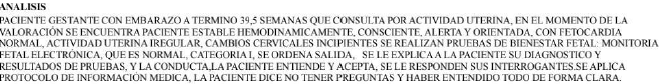 ANALISIS
PACIENTE GESTANTE CON EMBARAZO A TERMINO 39,5 SEMANAS QUE CONSULTA POR ACTIVIDAD UTERINA, EN EL MOMENTO DE LA
VALORACIÓN SE ENCUENTRA PACIENTE ESTABLE HEMODINAMICAMENTE, CONSCIENTE, ALERTA Y ORIENTADA, CON FETOCARDIA
NORMAL, ACTIVIDAD UTERINA IREGULAR, CAMBIOS CERVICALES INCIPIENTES SE REALIZAN PRUEBAS DE BIENESTAR FETAL: MONITORIA
FETAL ELECTRÓNICA, QUE ES NORMAL, CATEGORIA I, SE ORDENA SALIDA, SE LE EXPLICA A LA PACIENTE SU DIAGNOSTICO Y
RESULTADOS DE PRUEBAS, Y LA CONDUCTA,LA PACIENTE ENTIENDE Y ACEPTA, SE LE RESPONDEN SUS INTERROGANTES.SE APLICA
PROTOCOLO DE INFORMACIÓN MEDICA, LA PACIENTE DICE NO TENER PREGUNTAS Y HABER ENTENDIDO TODO DE FORMA CLARA.